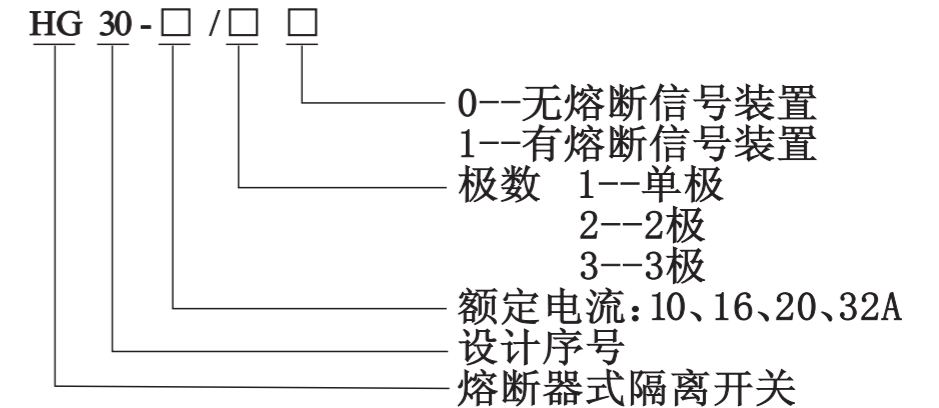 HG 30-□ /□ □
0--无熔断信号装置
1--有熔断信号装置
极数 1--单极
2--2极
3--3极
额定电流:10、16、20、32A
设计序号
熔断器式隔离开关